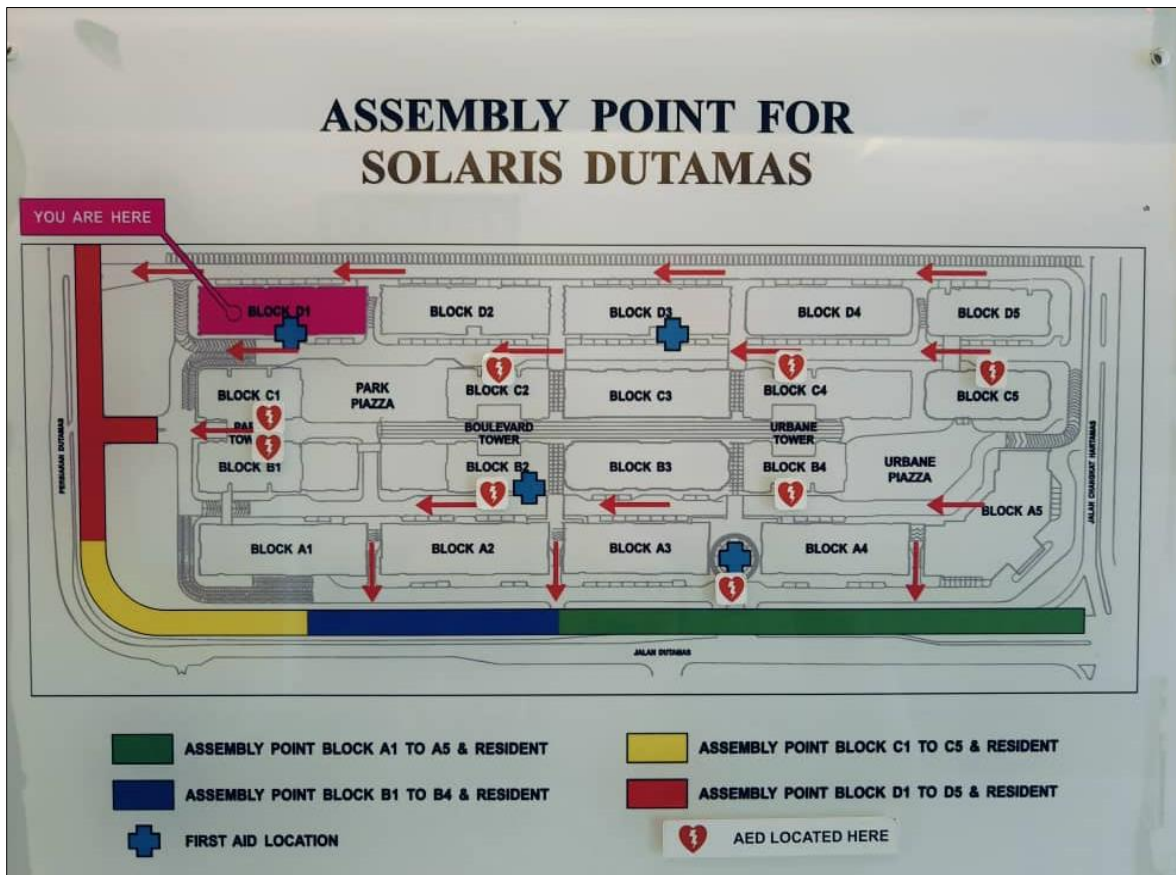 ASSEMBLY POINT FOR
SOLARIS DUTAMAS
YOU ARE HERE
BLOCK D1
BLOCK D2
BLOCK D3
BLOCK D4
BLOCK D5
BLOCK C1
PARK
PIAZZA
BLOCK C2
BLOCK C3
BLOCK C4
BLOCK C5
BOULEVARD
TOWER
URBANE
TOWER
BLOCK B1
BLOCK B2
BLOCK B3
BLOCK B4
URBANE
PIAZZA
BLOCK A1
BLOCK A2
BLOCK A3
BLOCK A4
BLOCK A5
JALAN DUTAMAS
ASSEMBLY POINT BLOCK A1 TO A5 & RESIDENT
ASSEMBLY POINT BLOCK C1 TO C5 & RESIDENT
ASSEMBLY POINT BLOCK B1 TO B4 & RESIDENT
ASSEMBLY POINT BLOCK D1 TO D5 & RESIDENT
FIRST AID LOCATION
AED LOCATED HERE